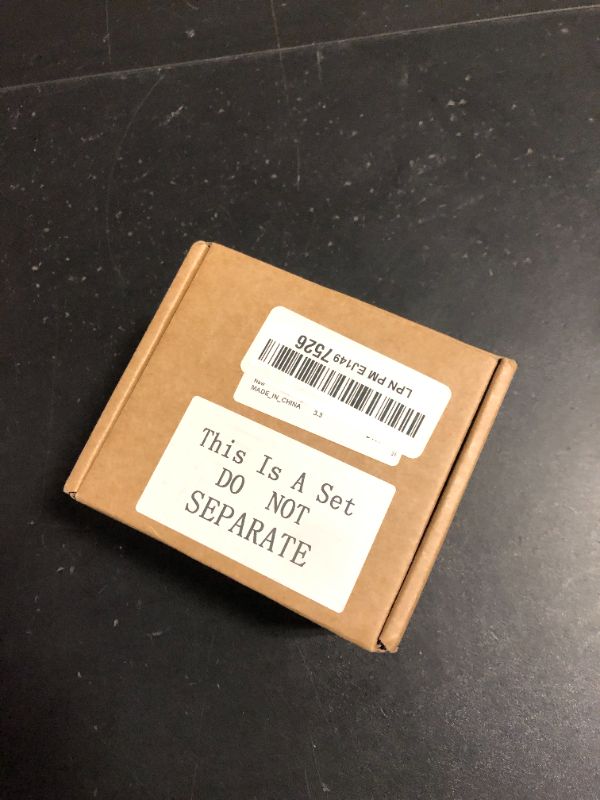 LPN PM EJ1497526
New
MADE_IN_CHINA 3.3
This Is A Set
DO NOT
SEPARATE